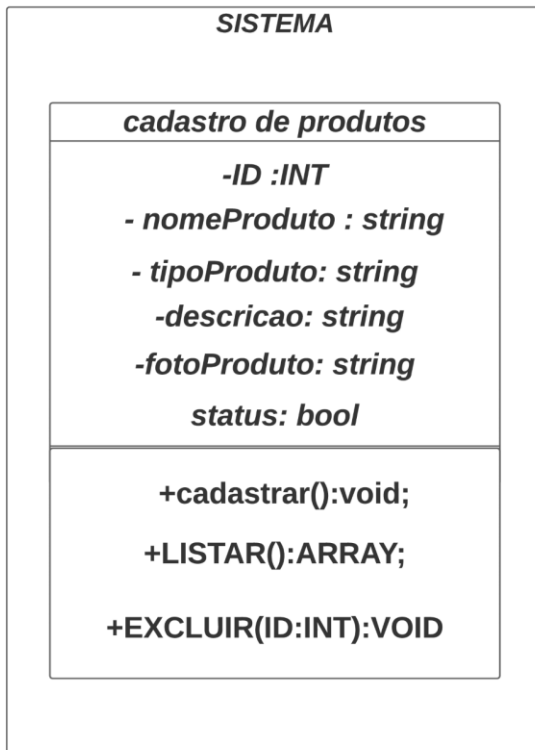 SISTEMA
cadastro de produtos
-ID :INT
- nomeProduto : string
- tipoProduto: string
-descricao: string
-fotoProduto: string
status: bool
+cadastrar():void;
+LISTAR():ARRAY;
+EXCLUIR(ID:INT):VOID